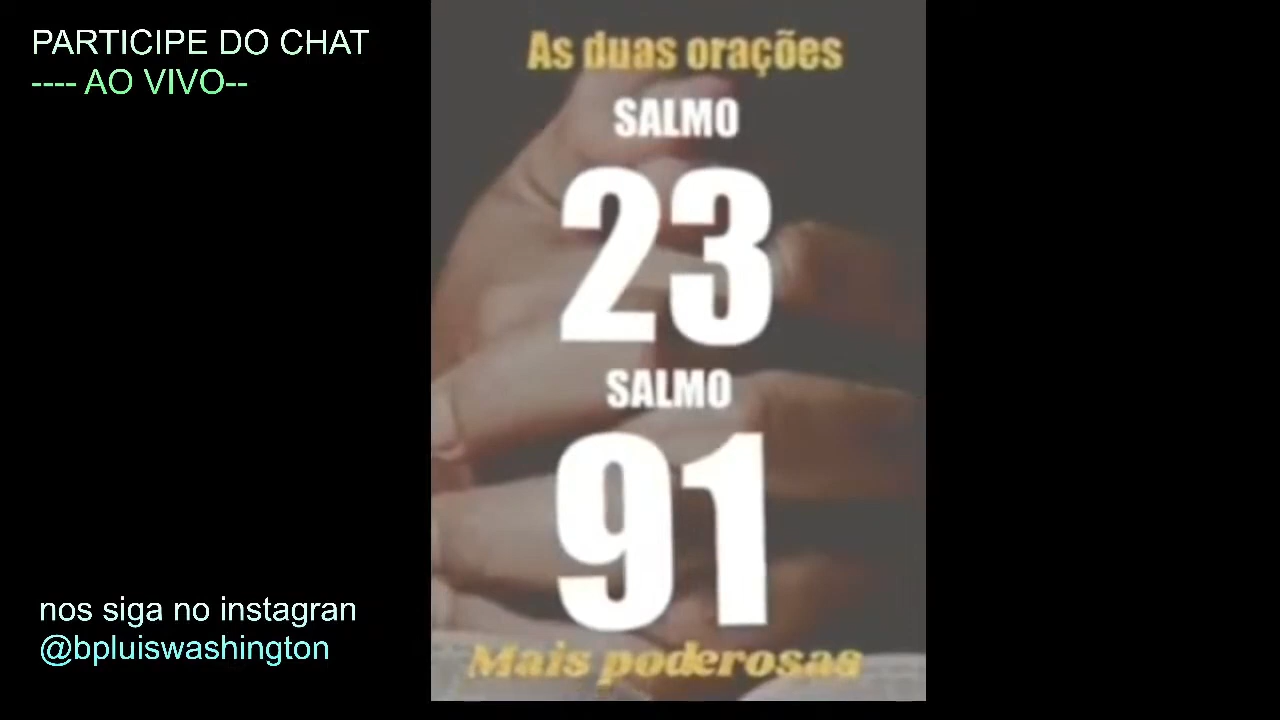 PARTICIPE DO CHAT
---- AO VIVO--
As duas orações
SALMO
23
SALMO
91
Mais poderosas
nos siga no instagran
@bpluiswashington